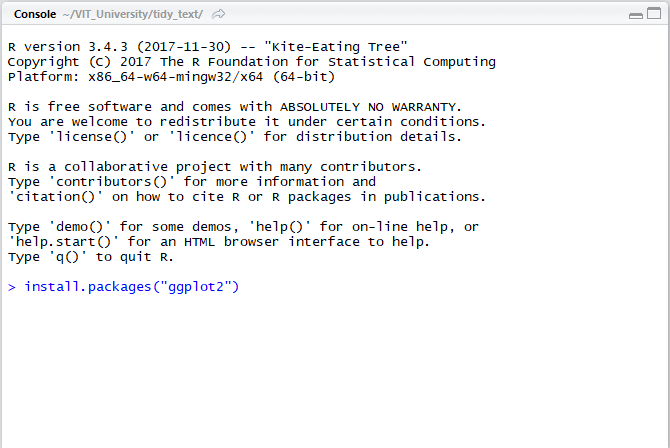 Console ~/VIT_University/tidy_text/
R version 3.4.3 (2017-11-30) -- "Kite-Eating Tree"
Copyright (C) 2017 The R Foundation for Statistical Computing
Platform: x86_64-w64-mingw32/x64 (64-bit)
R is free software and comes with ABSOLUTELY NO WARRANTY.
You are welcome to redistribute it under certain conditions.
Type 'license()' or 'licence()' for distribution details.
R is a collaborative project with many contributors.
Type 'contributors()' for more information and
'citation()' on how to cite R or R packages in publications.
Type 'demo()' for some demos, 'help()' for on-line help, or
'help.start()' for an HTML browser interface to help.
Type 'q()' to quit R.
> install.packages("ggplot2")